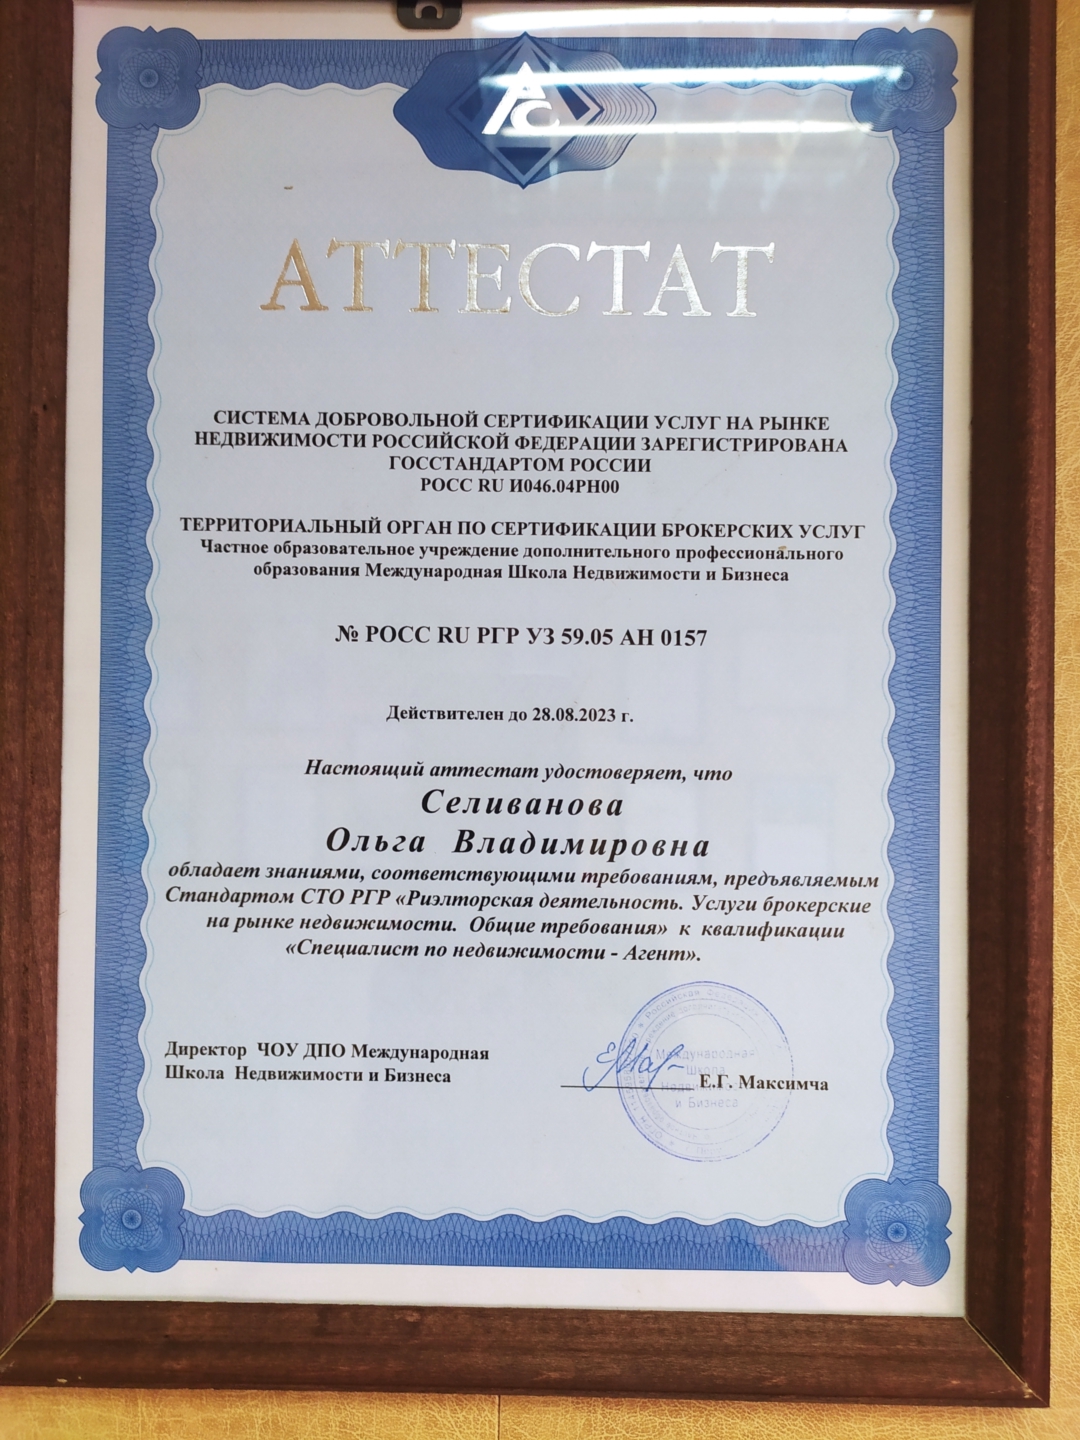 АС
АТТЕСТАТ
СИСТЕМА ДОБРОВОЛЬНОЙ СЕРТИФИКАЦИИ УСЛУГ НА РЫНКЕ
НЕДВИЖИМОСТИ РОССИЙСКОЙ ФЕДЕРАЦИИ ЗАРЕГИСТРИРОВАНА
ГОССТАНДАРТОМ РОССИИ
РОСС RU И046.04РН00
ТЕРРИТОРИАЛЬНЫЙ ОРГАН ПО СЕРТИФИКАЦИИ БРОКЕРСКИХ УСЛУГ
Частное образовательное учреждение дополнительного профессионального
образования Международная Школа Недвижимости и Бизнеса
№ РОСС RU РГР УЗ 59.05 АН 0157
Действителен до 28.08.2023 г.
Настоящий аттестат удостоверяет, что
Селиванова
Ольга Владимировна
обладает знаниями, соответствующими требованиям, предъявляемым
Стандартом СТО РГР «Риэлторская деятельность. Услуги брокерские
на рынке недвижимости. Общие требования» к квалификации
«Специалист по недвижимости - Агент».
Директор ЧОУ ДПО Международная
Школа Недвижимости и Бизнеса
Е.Г. Максимча
Международная
Школа
и Бизнеса